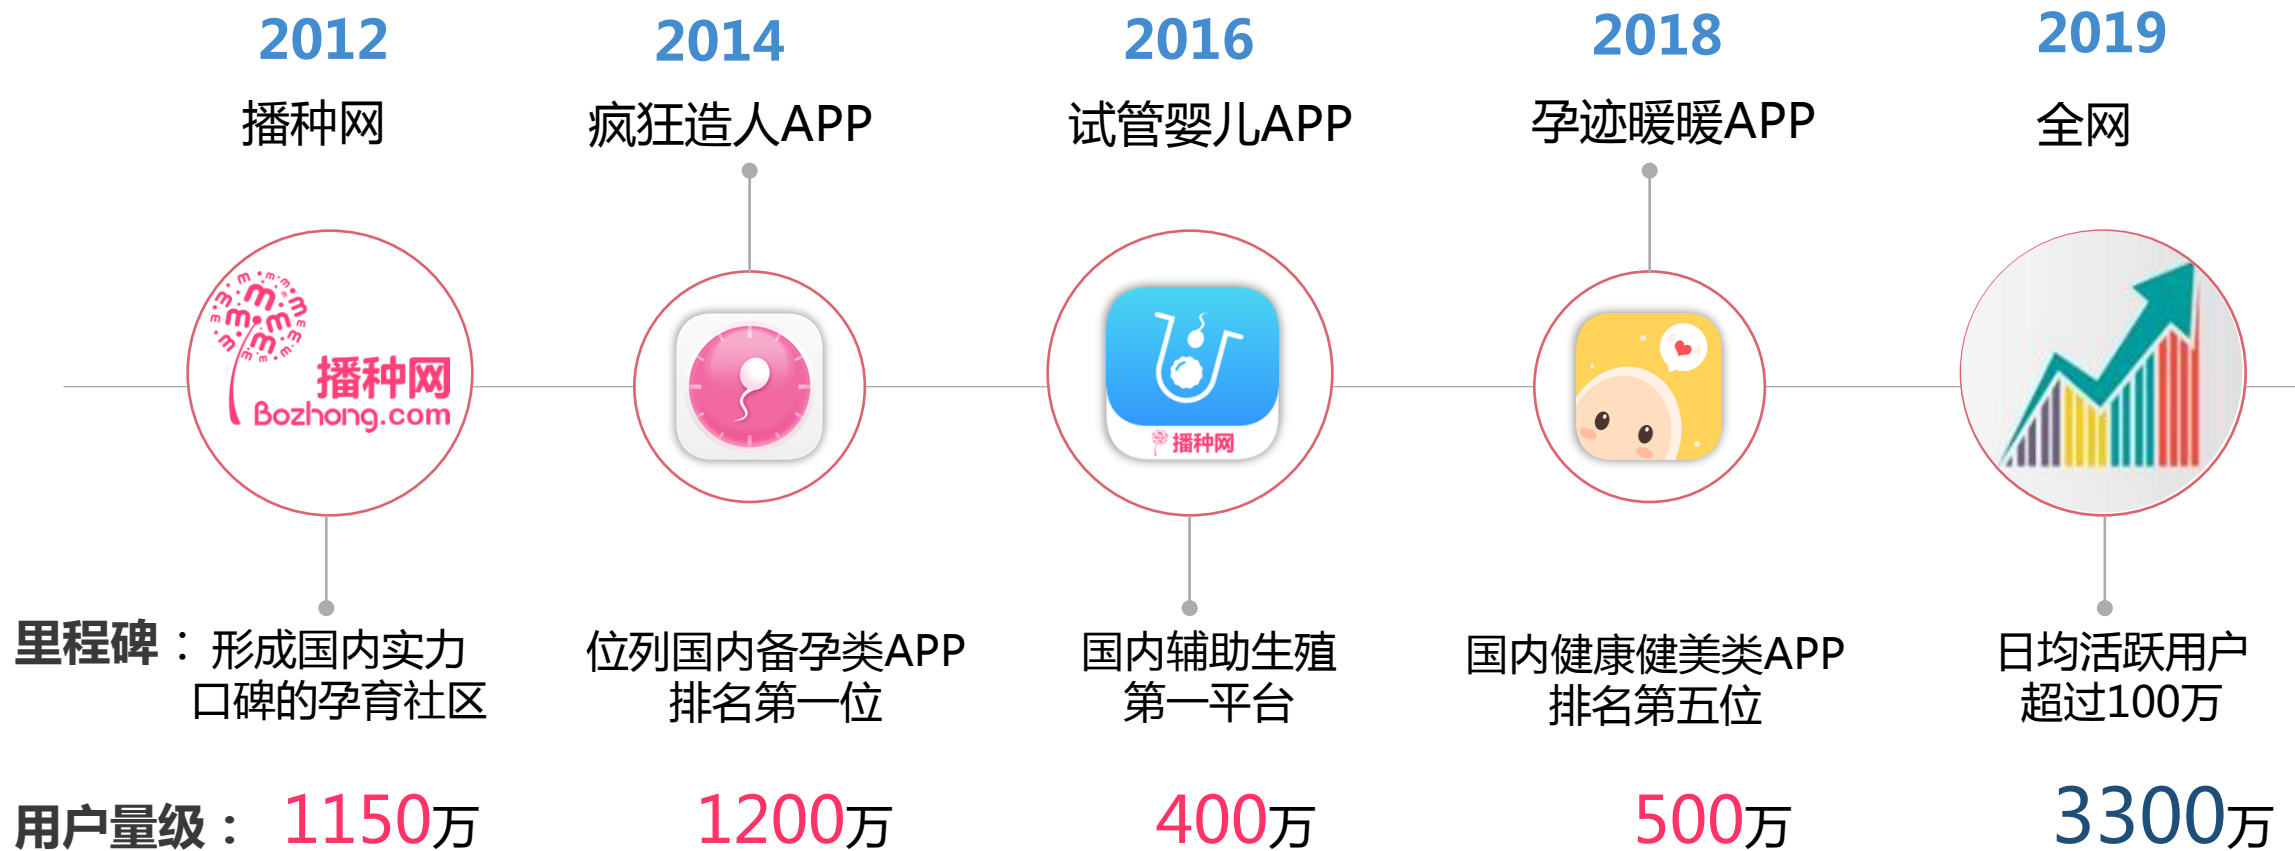 2012
2014
2016
2018
2019
播种网
疯狂造人APP
试管婴儿APP
孕迹暖暖APP
全网
播种网
Bozhong.com
播种网
里程碑：
形成国内实力
口碑的孕育社区
位列国内备孕类APP
排名第一位
国内辅助生殖
第一平台
国内健康健美类APP
排名第五位
日均活跃用户
超过100万
用户量级：
1150万
1200万
400万
500万
3300万